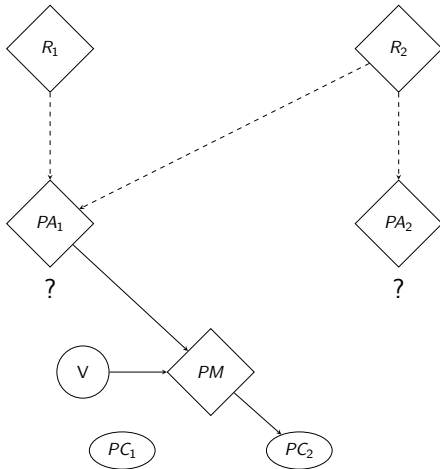 R₁ R₂
PA₁ PA₂
? ?
V PM
PC₁ PC₂